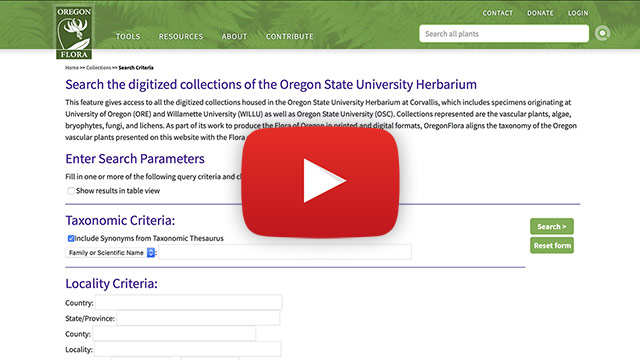 OREGON
FLORA
CONTACT DONATE LOGIN
TOOLS RESOURCES ABOUT CONTRIBUTE
Search all plants
Home >> Collections >> Search Criteria
Search the digitized collections of the Oregon State University Herbarium
This feature gives access to all the digitized collections housed in the Oregon State University Herbarium at Corvallis, which includes specimens originating at
University of Oregon (ORE) and Willamette University (WILLU) as well as Oregon State University (OSC). Collections represented are the vascular plants, algae,
bryophytes, fungi, and lichens. As part of its work to produce the Flora of Oregon in printed and digital formats, OregonFlora aligns the taxonomy of the Oregon
vascular plants presented on this website with the Flora
Enter Search Parameters
Fill in one or more of the following query criteria and
Show results in table view
Taxonomic Criteria:
Include Synonyms from Taxonomic Thesaurus
Family or Scientific Name :
Search >
Reset form
Locality Criteria:
Country:
State/Province:
County:
Locality: